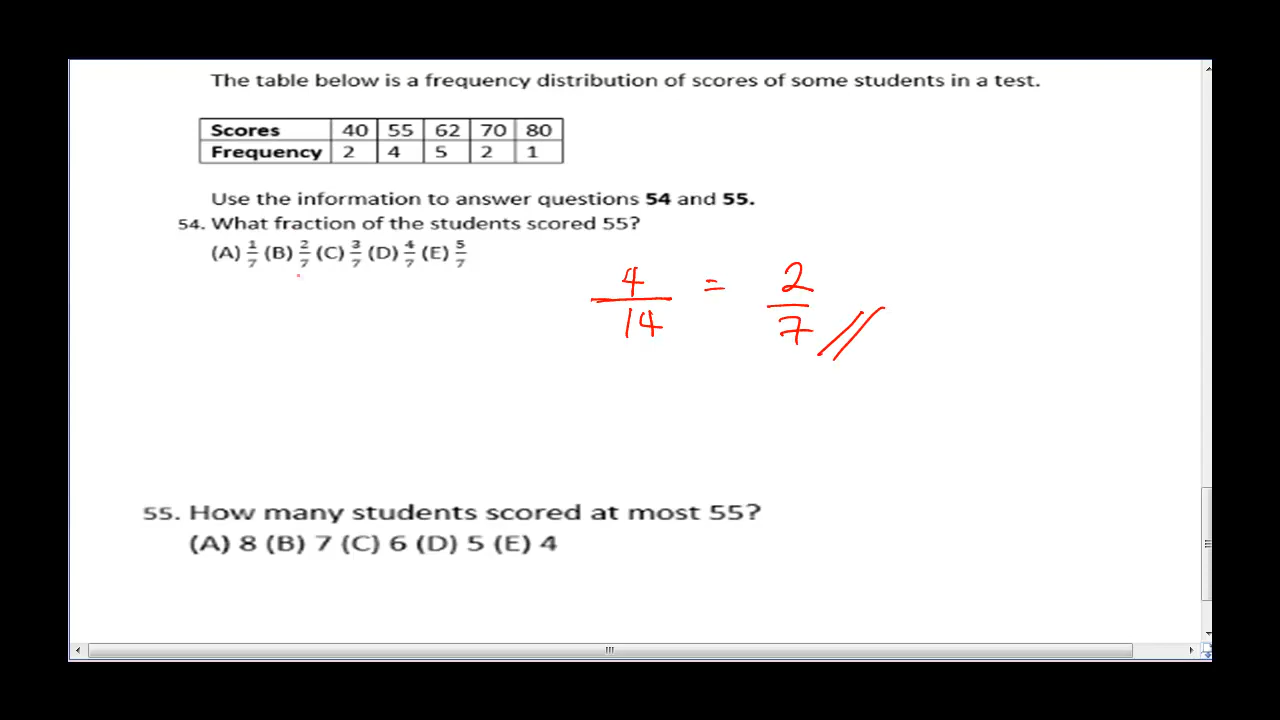 The table below is a frequency distribution of scores of some students in a test.
Scores 40 55 62 70 80
Frequency 2 4 5 2 1
Use the information to answer questions 54 and 55.
54. What fraction of the students scored 55?
(A) 1/7 (B) 2/7 (C) 3/7 (D) 4/7 (E) 5/7
4/14 = 2/7 //
55. How many students scored at most 55?
(A) 8 (B) 7 (C) 6 (D) 5 (E) 4